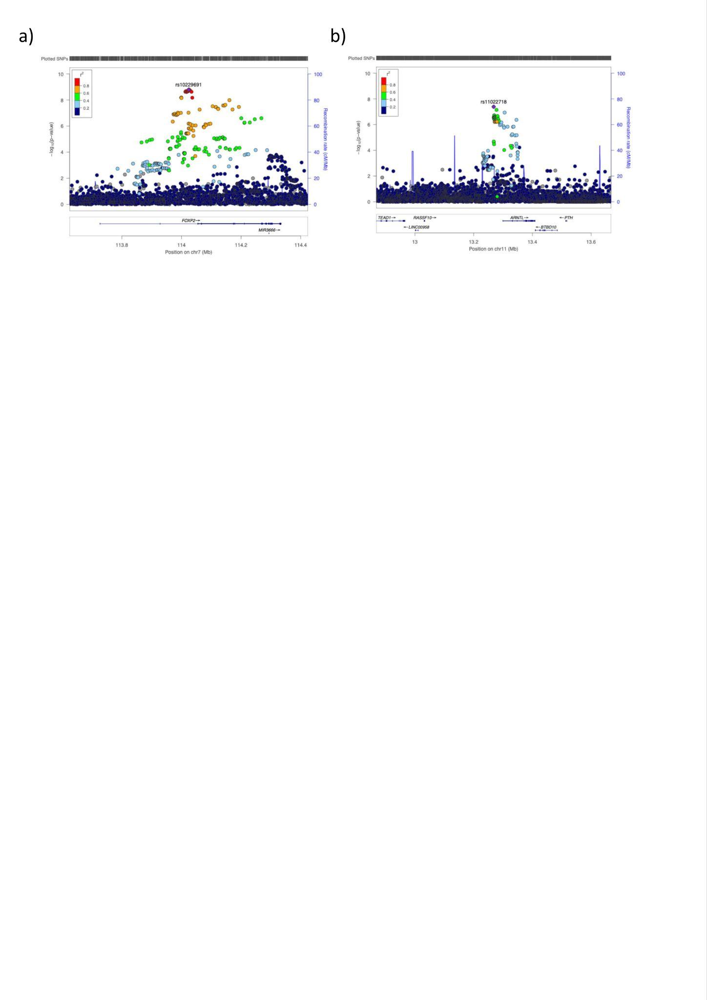 a)
Plotted SNPs
r²
0.8
0.6
0.4
0.2
rs10229691
10
8
6
4
2
0
−log₁₀(p−value)
100
80
60
40
20
0
Recombination rate (cM/Mb)
FOXP2→
MIR3666→
113.8 114 114.2 114.4
Position on chr7 (Mb)
b)
Plotted SNPs
r²
0.8
0.6
0.4
0.2
rs11022718
10
8
6
4
2
0
−log₁₀(p−value)
100
80
60
40
20
0
Recombination rate (cM/Mb)
TEAD1→ RASSF10→ ARNTL→ ←PTH
←LINC00958 ←BTBD10
13 13.2 13.4 13.6
Position on chr11 (Mb)